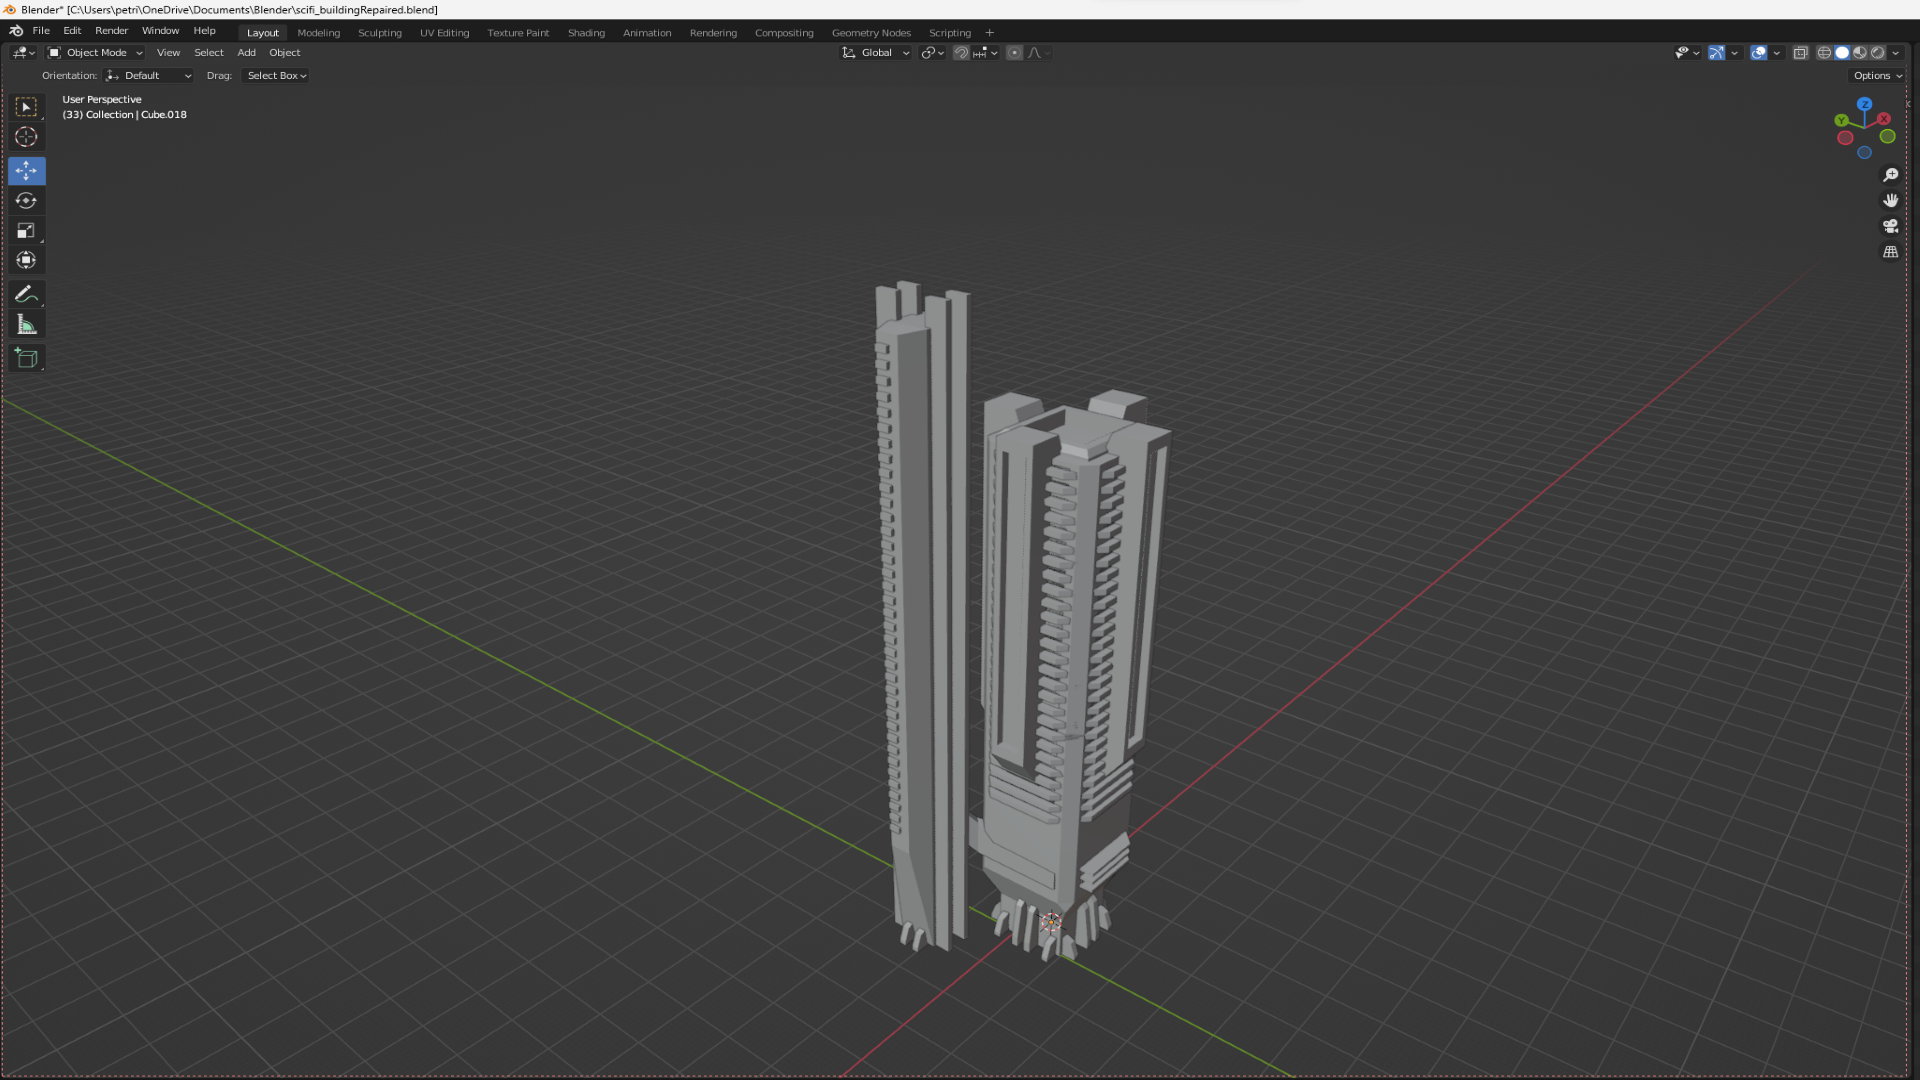 Blender* [C:\Users\petri\OneDrive\Documents\Blender\scifi_buildingRepaired.blend]
File Edit Render Window Help Layout Modeling Sculpting UV Editing Texture Paint Shading Animation Rendering Compositing Geometry Nodes Scripting +
Object Mode View Select Add Object Global
Orientation: Default Drag: Select Box Options
User Perspective
(33) Collection | Cube.018
Z
Y X